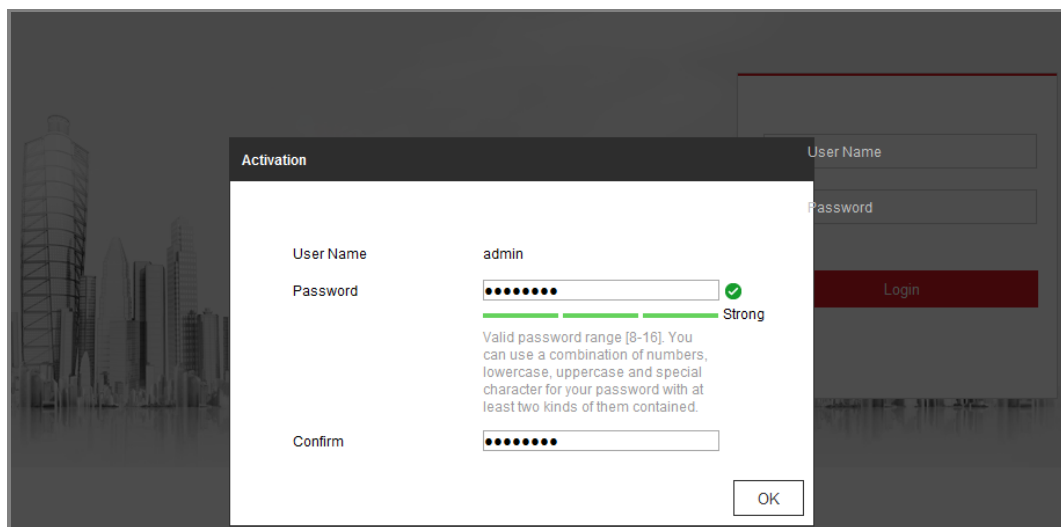 Activation
User Name
Password
Login
User Name admin
Password ●●●●●●●●
Strong
Valid password range [8-16]. You
can use a combination of numbers,
lowercase, uppercase and special
character for your password with at
least two kinds of them contained.
Confirm ●●●●●●●●
OK